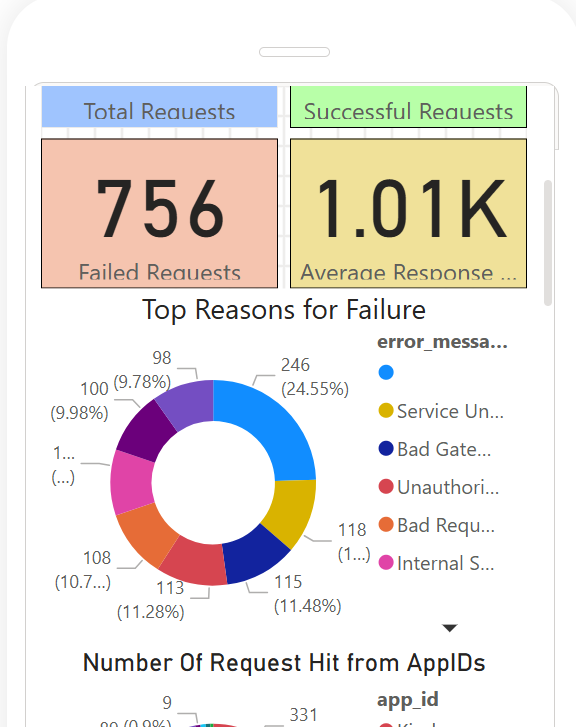 Total Requests
Successful Requests
756
1.01K
Failed Requests
Average Response ...
Top Reasons for Failure
error_messa...
98
(9.78%)
246
(24.55%)
100
(9.98%)
Service Un...
Bad Gate...
1...
(...)
Unauthori...
118
(1...)
Bad Requ...
108
(10.7...)
Internal S...
113
(11.28%)
115
(11.48%)
Number Of Request Hit from AppIDs
app_id
9
(0.9%)
331